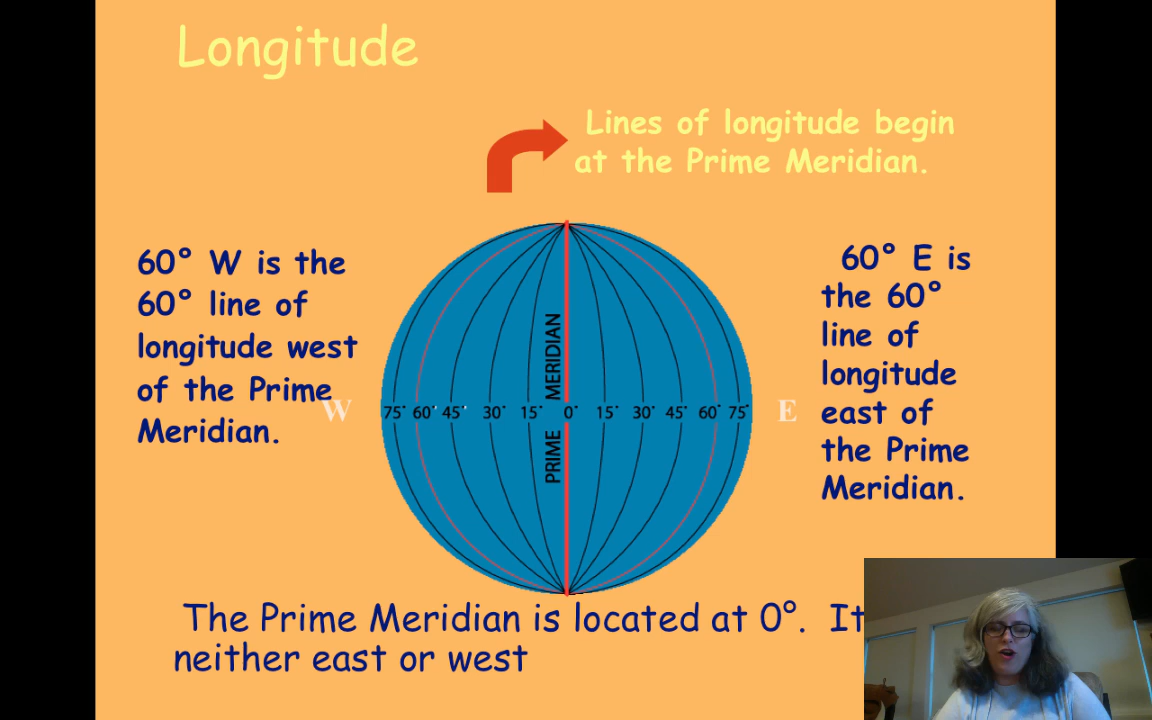 Longitude
Lines of longitude begin
at the Prime Meridian.
60° W is the
60° line of
longitude west
of the Prime
Meridian.
W
75° 60° 45° 30° 15° 0° 15° 30° 45° 60° 75°
PRIME MERIDIAN
E
60° E is
the 60°
line of
longitude
east of
the Prime
Meridian.
The Prime Meridian is located at 0°. It
neither east or west